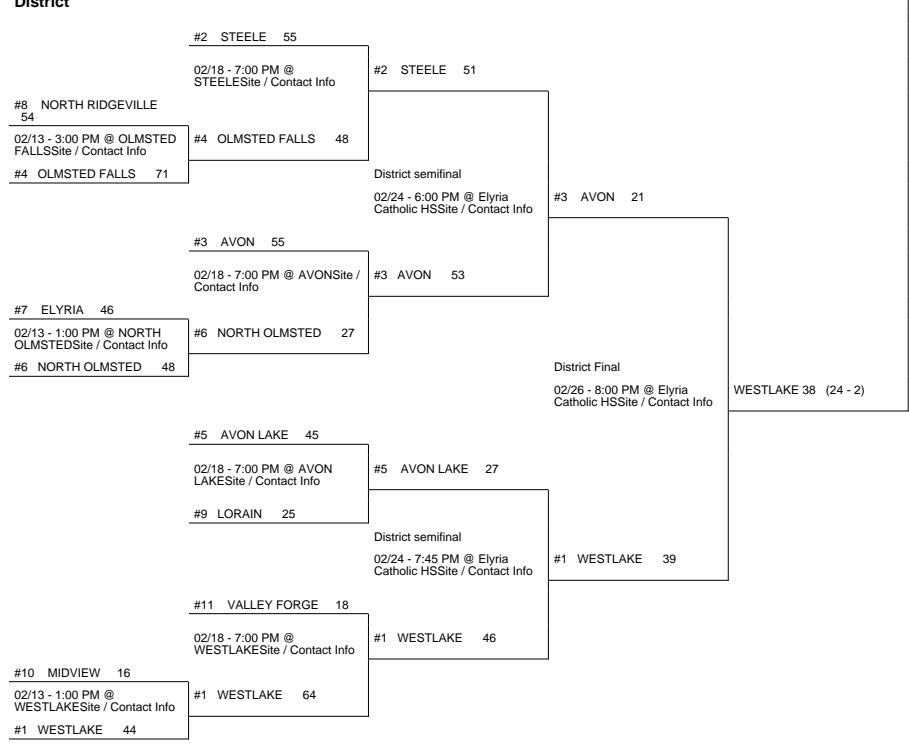 District
#2 STEELE 55
02/18 - 7:00 PM @
STEELESite / Contact Info
#2 STEELE 51
#8 NORTH RIDGEVILLE
54
02/13 - 3:00 PM @ OLMSTED
FALLSSite / Contact Info
#4 OLMSTED FALLS 48
#4 OLMSTED FALLS 71
District semifinal
02/24 - 6:00 PM @ Elyria
Catholic HSSite / Contact Info
#3 AVON 21
#3 AVON 55
02/18 - 7:00 PM @ AVONSite /
Contact Info
#3 AVON 53
#7 ELYRIA 46
02/13 - 1:00 PM @ NORTH
OLMSTEDSite / Contact Info
#6 NORTH OLMSTED 27
#6 NORTH OLMSTED 48
District Final
02/26 - 8:00 PM @ Elyria
Catholic HSSite / Contact Info
WESTLAKE 38 (24 - 2)
#5 AVON LAKE 45
02/18 - 7:00 PM @ AVON
LAKESite / Contact Info
#5 AVON LAKE 27
#9 LORAIN 25
District semifinal
02/24 - 7:45 PM @ Elyria
Catholic HSSite / Contact Info
#1 WESTLAKE 39
#11 VALLEY FORGE 18
02/18 - 7:00 PM @
WESTLAKESite / Contact Info
#1 WESTLAKE 46
#10 MIDVIEW 16
02/13 - 1:00 PM @
WESTLAKESite / Contact Info
#1 WESTLAKE 64
#1 WESTLAKE 44